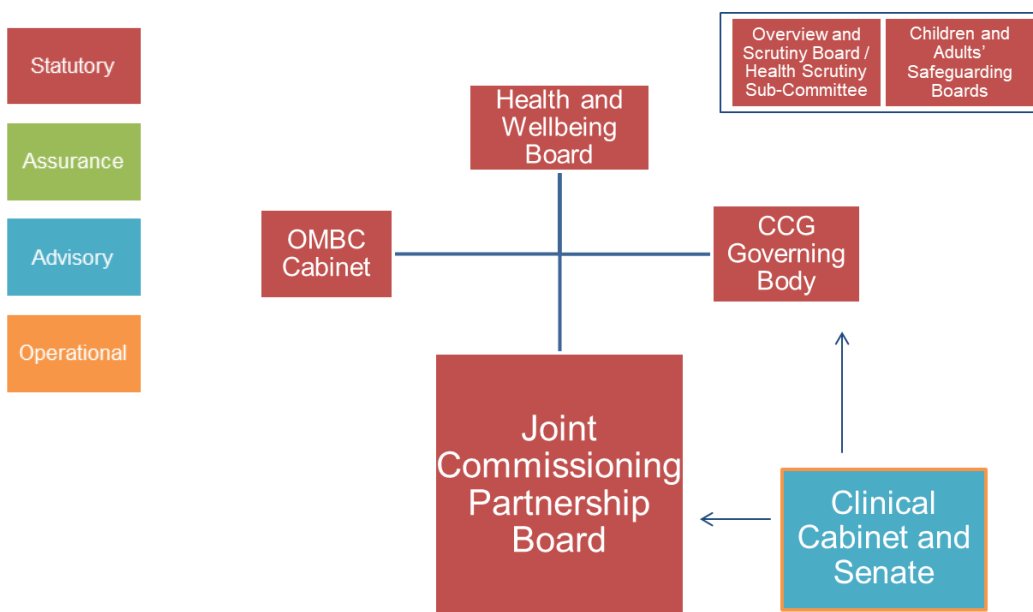 Statutory
Assurance
Advisory
Operational
Overview and
Scrutiny Board /
Health Scrutiny
Sub-Committee
Children and
Adults'
Safeguarding
Boards
Health and
Wellbeing
Board
OMBC
Cabinet
CCG
Governing
Body
Joint
Commissioning
Partnership
Board
Clinical
Cabinet and
Senate